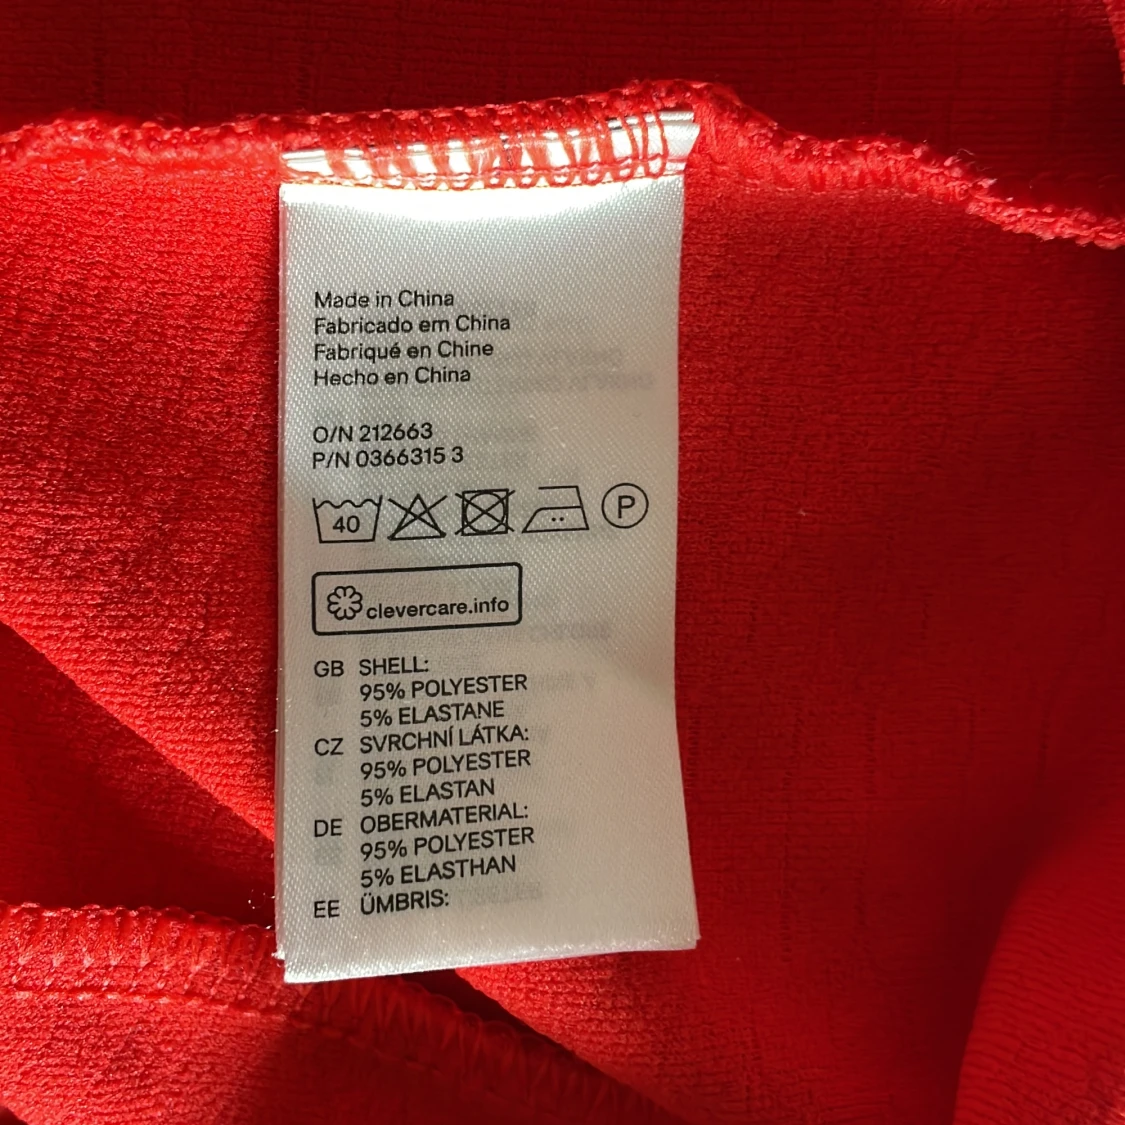 Made in China
Fabricado em China
Fabriqué en Chine
Hecho en China
O/N 212663
P/N 0366315 3
40 P
clevercare.info
GB SHELL:
95% POLYESTER
5% ELASTANE
CZ SVRCHNÍ LÁTKA:
95% POLYESTER
5% ELASTAN
DE OBERMATERIAL:
95% POLYESTER
5% ELASTHAN
EE ÜMBRIS: